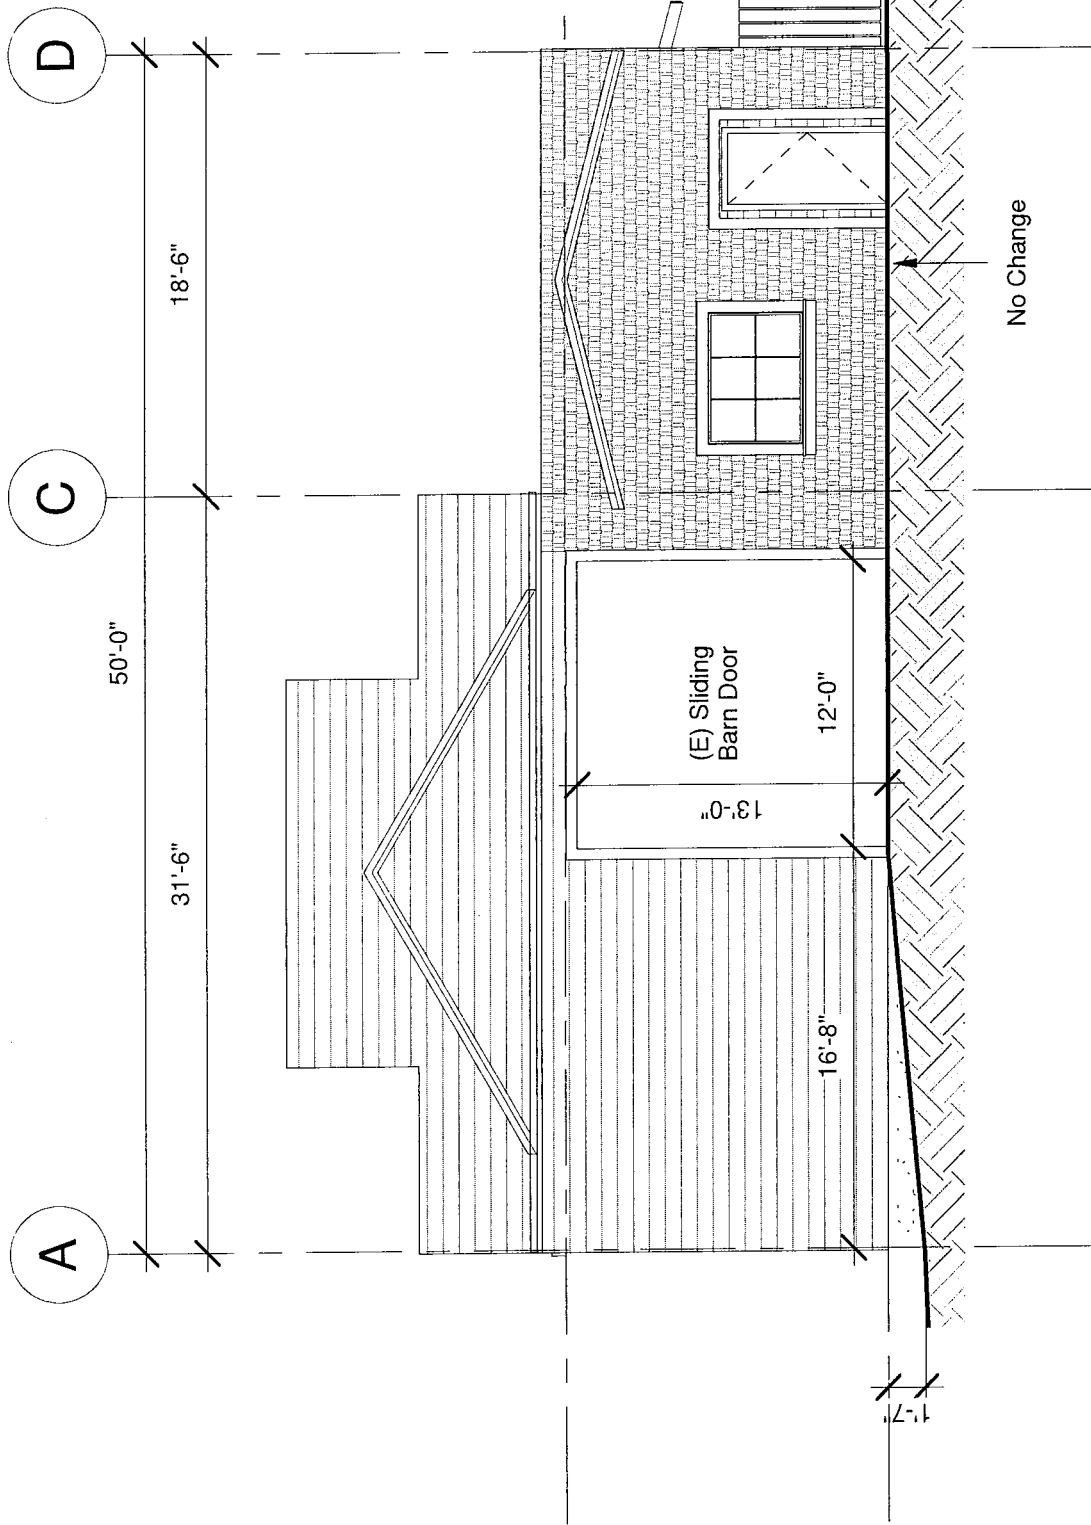 A
C
D
50'-0"
31'-6"
18'-6"
(E) Sliding
Barn Door
13'-0"
12'-0"
16'-8"
1'-7"
No Change